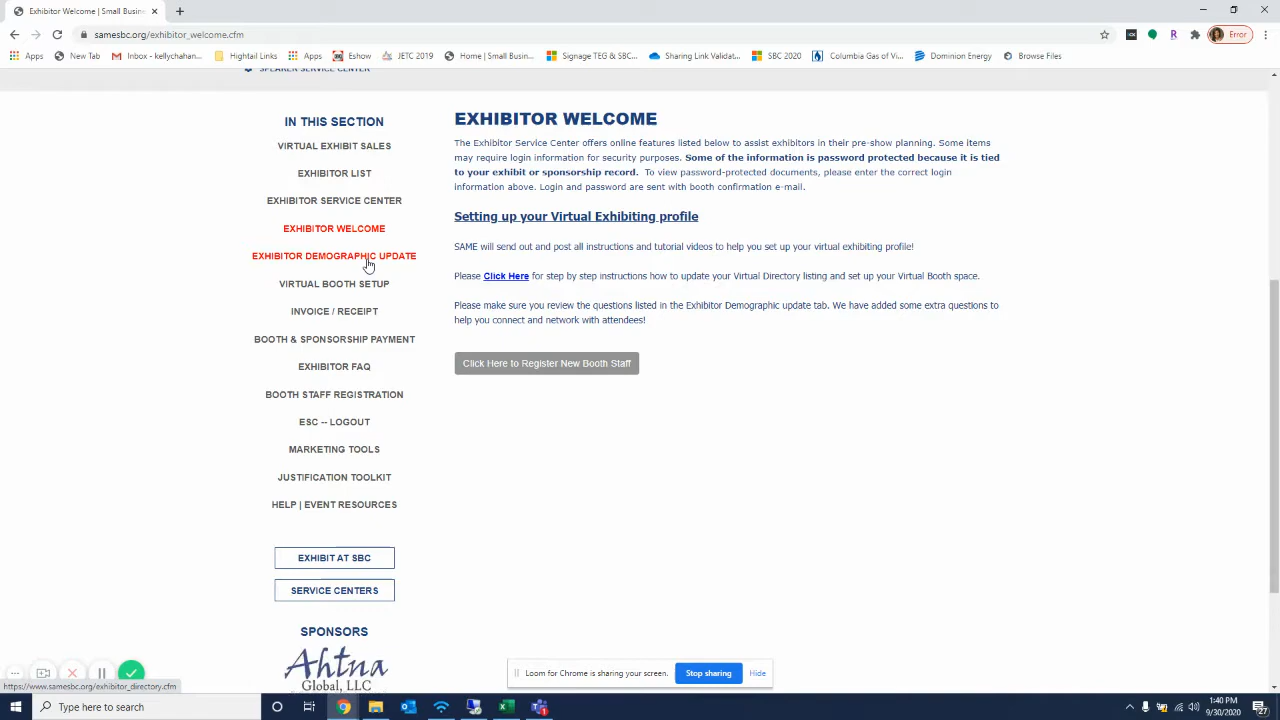 Exhibitor Welcome | Small Busin
samesbc.org/exhibitor_welcome.cfm
Error
Apps
New Tab
Inbox - kellychahan...
Hightail Links
Apps
Eshow
JETC 2019
Home | Small Busin...
Signage TEG & SBC...
Sharing Link Validat...
SBC 2020
Columbia Gas of Vi...
Dominion Energy
Browse Files
SPEAKER SERVICE CENTER
IN THIS SECTION
VIRTUAL EXHIBIT SALES
EXHIBITOR LIST
EXHIBITOR SERVICE CENTER
EXHIBITOR WELCOME
EXHIBITOR DEMOGRAPHIC UPDATE
VIRTUAL BOOTH SETUP
INVOICE / RECEIPT
BOOTH & SPONSORSHIP PAYMENT
EXHIBITOR FAQ
BOOTH STAFF REGISTRATION
ESC -- LOGOUT
MARKETING TOOLS
JUSTIFICATION TOOLKIT
HELP | EVENT RESOURCES
EXHIBIT AT SBC
SERVICE CENTERS
SPONSORS
Ahtna
Global, LLC
EXHIBITOR WELCOME
The Exhibitor Service Center offers online features listed below to assist exhibitors in their pre-show planning. Some items
may require login information for security purposes. Some of the information is password protected because it is tied
to your exhibit or sponsorship record. To view password-protected documents, please enter the correct login
information above. Login and password are sent with booth confirmation e-mail.
Setting up your Virtual Exhibiting profile
SAME will send out and post all instructions and tutorial videos to help you set up your virtual exhibiting profile!
Please Click Here for step by step instructions how to update your Virtual Directory listing and set up your Virtual Booth space.
Please make sure you review the questions listed in the Exhibitor Demographic update tab. We have added some extra questions to
help you connect and network with attendees!
Click Here to Register New Booth Staff
Loom for Chrome is sharing your screen.
Stop sharing
Hide
https://www.samesbc.org/exhibitor_directory.cfm
Type here to search
1:40 PM
9/30/2020
27